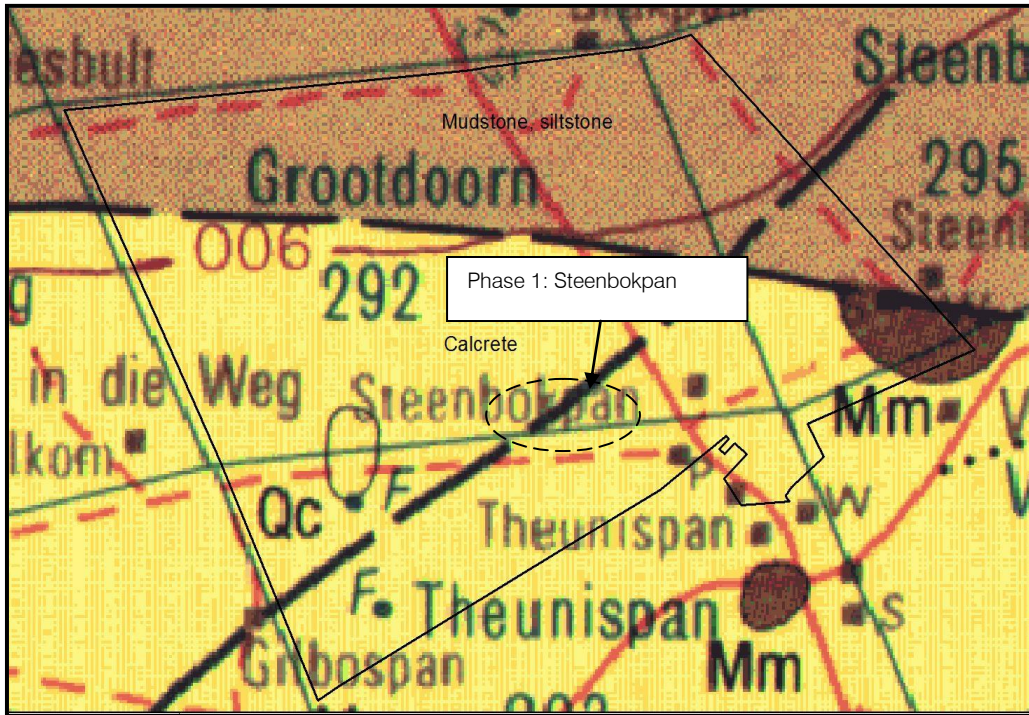 esbult
Steenb
Mudstone, siltstone
Grootdoorn
295
Steen
006
292
g
Phase 1: Steenbokpan
Calcrete
in die Weg
Steenbokpan
Mm
V
lkom
P
Qc
F
W
Theunispan
F
Theunispan
S
Gribospan
Mm